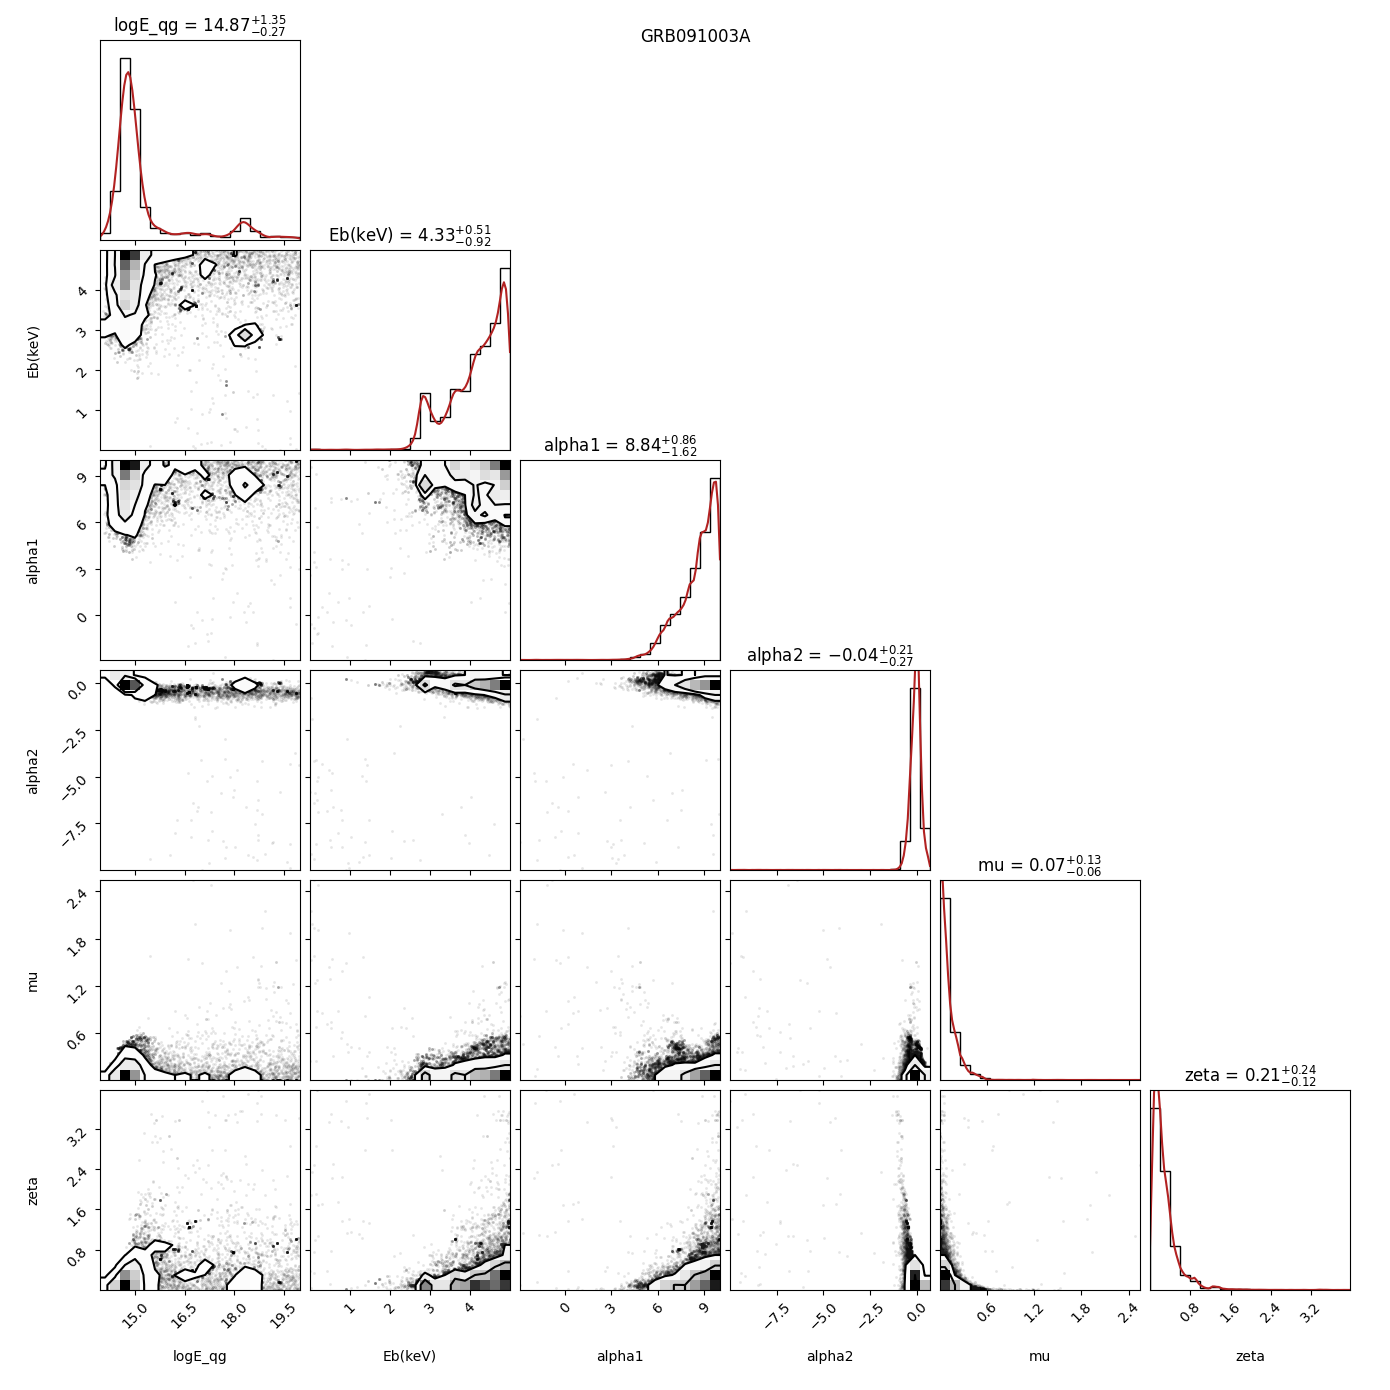 logE_qg = 14.87+1.35 −0.27
GRB091003A
Eb(keV) = 4.33+0.51 −0.92
Eb(keV)
4
3
2
1
alpha1 = 8.84+0.86 −1.62
alpha1
9
6
3
0
alpha2 = −0.04+0.21 −0.27
alpha2
0.0
−2.5
−5.0
−7.5
mu = 0.07+0.13 −0.06
mu
2.4
1.8
1.2
0.6
zeta = 0.21+0.24 −0.12
zeta
3.2
2.4
1.6
0.8
15.0 16.5 18.0 19.5 1 2 3 4 0 3 6 9 −7.5 −5.0 −2.5 0.0 0.6 1.2 1.8 2.4 0.8 1.6 2.4 3.2
logE_qg Eb(keV) alpha1 alpha2 mu zeta